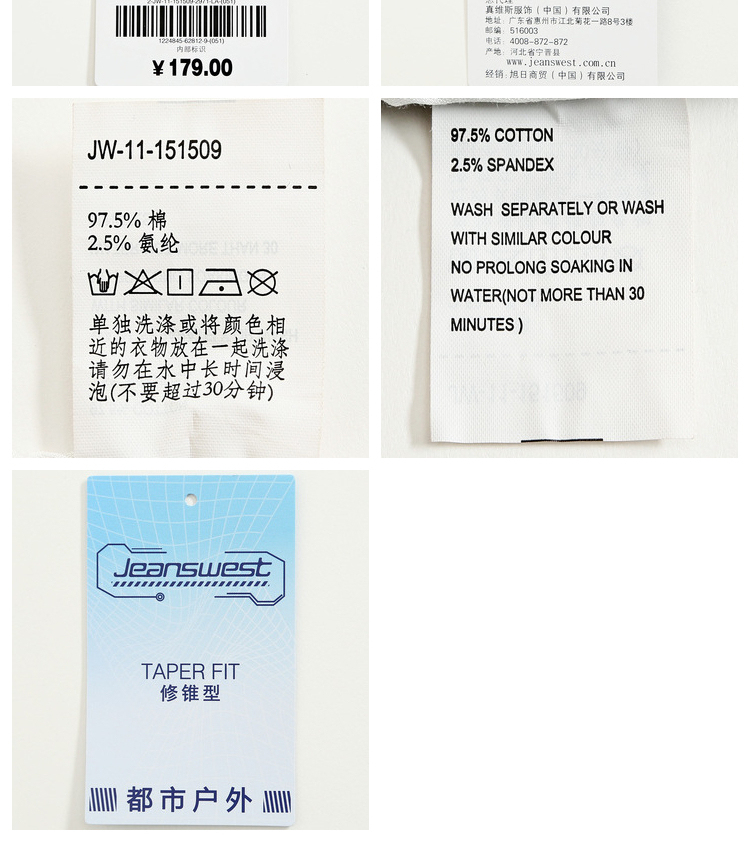 2-JW-11-151509-2971-LA-(051)
1224845-62812-9-(051)
内部标识
￥179.00
真维斯服饰（中国）有限公司
地址: 广东省惠州市江北菊花一路8号3楼
邮编: 516003
电话: 4008-872-872
产地: 河北省宁晋县
www.jeanswest.com.cn
经销: 旭日商贸（中国）有限公司
JW-11-151509
97.5% 棉
2.5% 氨纶
单独洗涤或将颜色相
近的衣物放在一起洗涤
请勿在水中长时间浸
泡(不要超过30分钟)
97.5% COTTON
2.5% SPANDEX
WASH SEPARATELY OR WASH
WITH SIMILAR COLOUR
NO PROLONG SOAKING IN
WATER(NOT MORE THAN 30
MINUTES )
Jeanswest
TAPER FIT
修锥型
都市户外